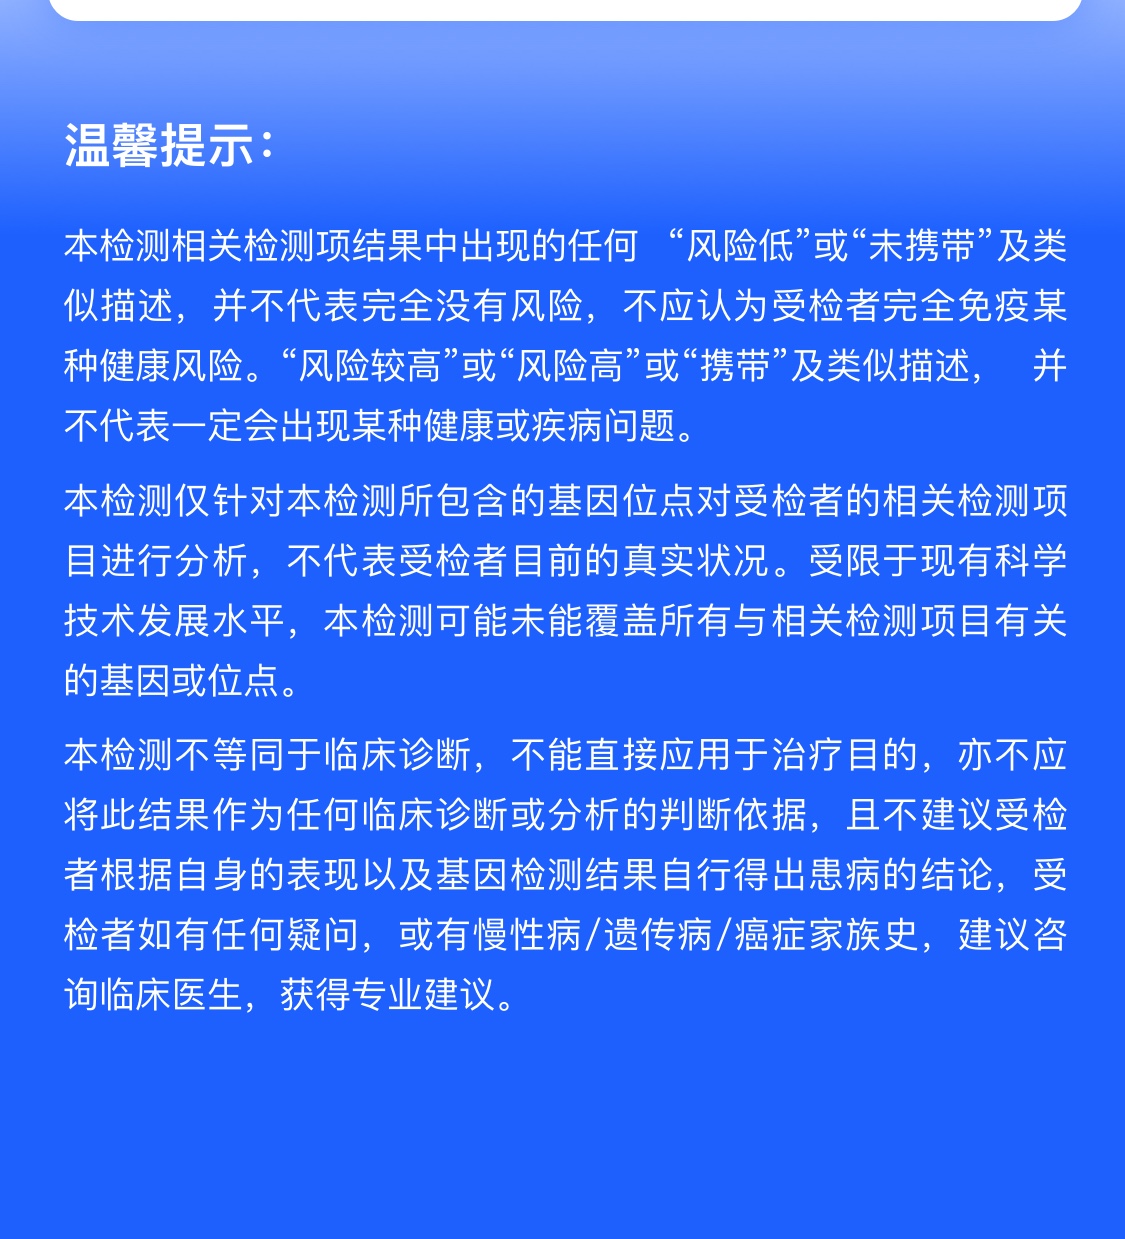 温馨提示：
本检测相关检测项结果中出现的任何 “风险低”或“未携带”及类
似描述，并不代表完全没有风险，不应认为受检者完全免疫某
种健康风险。“风险较高”或“风险高”或“携带”及类似描述， 并
不代表一定会出现某种健康或疾病问题。
本检测仅针对本检测所包含的基因位点对受检者的相关检测项
目进行分析，不代表受检者目前的真实状况。受限于现有科学
技术发展水平，本检测可能未能覆盖所有与相关检测项目有关
的基因或位点。
本检测不等同于临床诊断，不能直接应用于治疗目的，亦不应
将此结果作为任何临床诊断或分析的判断依据，且不建议受检
者根据自身的表现以及基因检测结果自行得出患病的结论，受
检者如有任何疑问，或有慢性病/遗传病/癌症家族史，建议咨
询临床医生，获得专业建议。